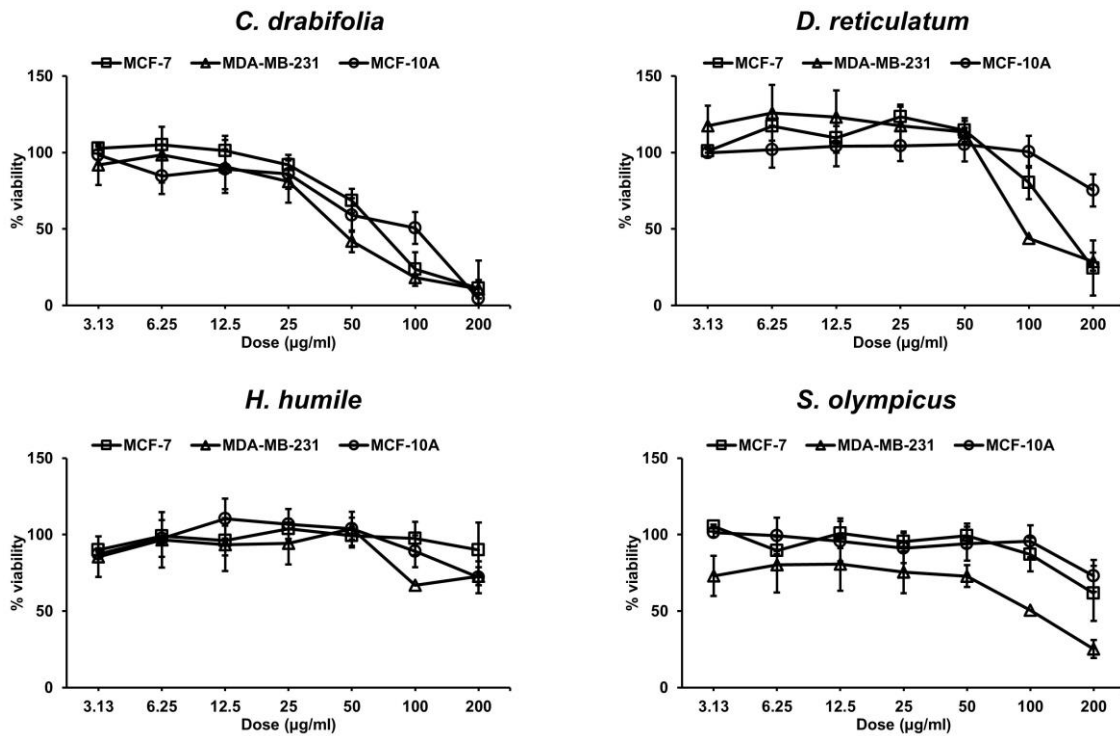 C. drabifolia
MCF-7 MDA-MB-231 MCF-10A
150
100
50
0
% viability
3.13 6.25 12.5 25 50 100 200
Dose (µg/ml)
D. reticulatum
MCF-7 MDA-MB-231 MCF-10A
150
100
50
0
% viability
3.13 6.25 12.5 25 50 100 200
Dose (µg/ml)
H. humile
MCF-7 MDA-MB-231 MCF-10A
150
100
50
0
% viability
3.13 6.25 12.5 25 50 100 200
Dose (µg/ml)
S. olympicus
MCF-7 MDA-MB-231 MCF-10A
150
100
50
0
% viability
3.13 6.25 12.5 25 50 100 200
Dose (µg/ml)